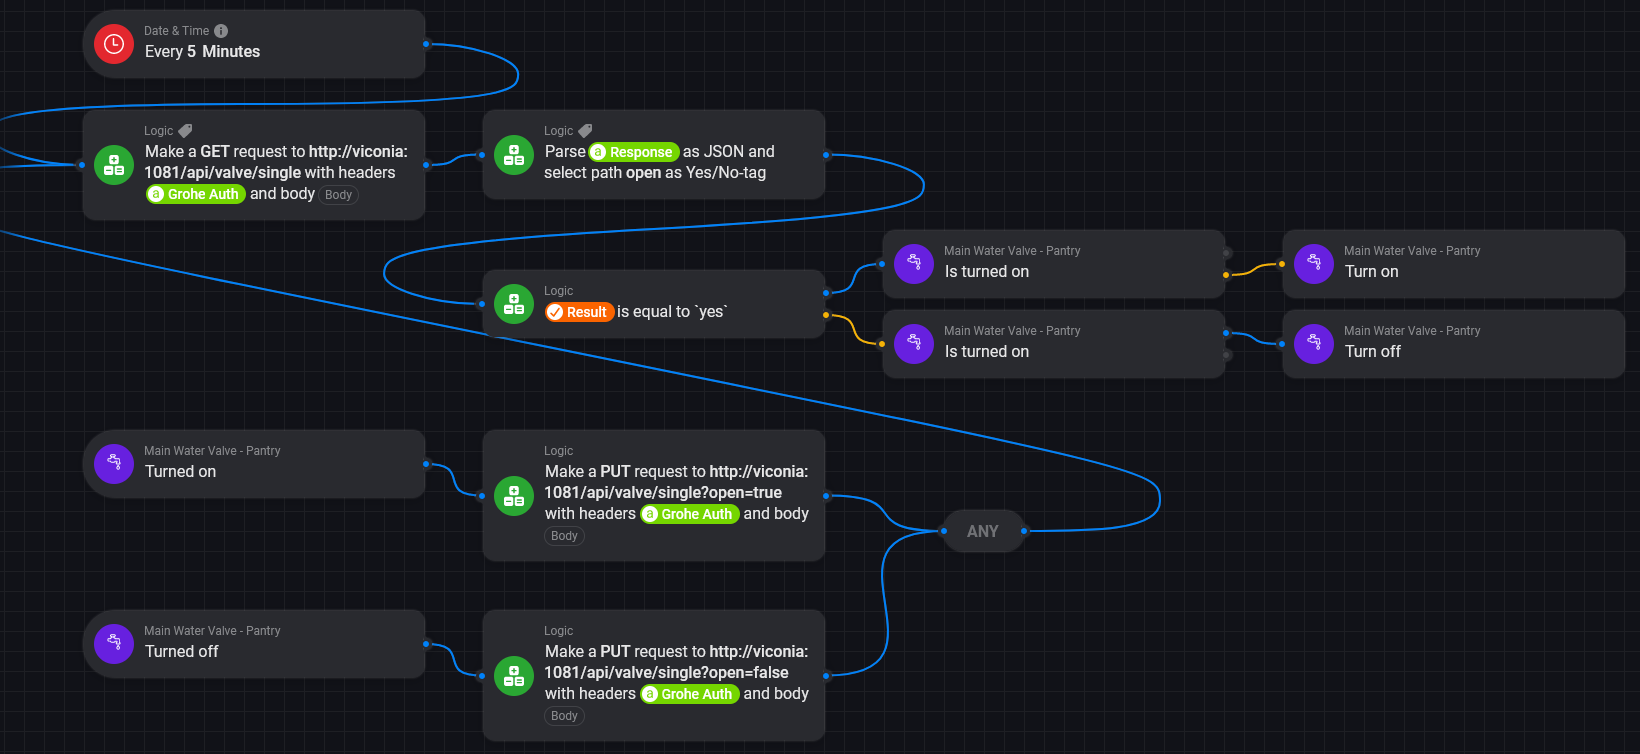 Date & Time
Every 5 Minutes
Logic
Make a GET request to http://viconia:
1081/api/valve/single with headers
a Grohe Auth and body Body
Logic
Parse a Response as JSON and
select path open as Yes/No-tag
Logic
Result is equal to `yes`
Main Water Valve - Pantry
Is turned on
Main Water Valve - Pantry
Turn on
Main Water Valve - Pantry
Is turned on
Main Water Valve - Pantry
Turn off
Main Water Valve - Pantry
Turned on
Logic
Make a PUT request to http://viconia:
1081/api/valve/single?open=true
with headers a Grohe Auth and body
Body
ANY
Main Water Valve - Pantry
Turned off
Logic
Make a PUT request to http://viconia:
1081/api/valve/single?open=false
with headers a Grohe Auth and body
Body